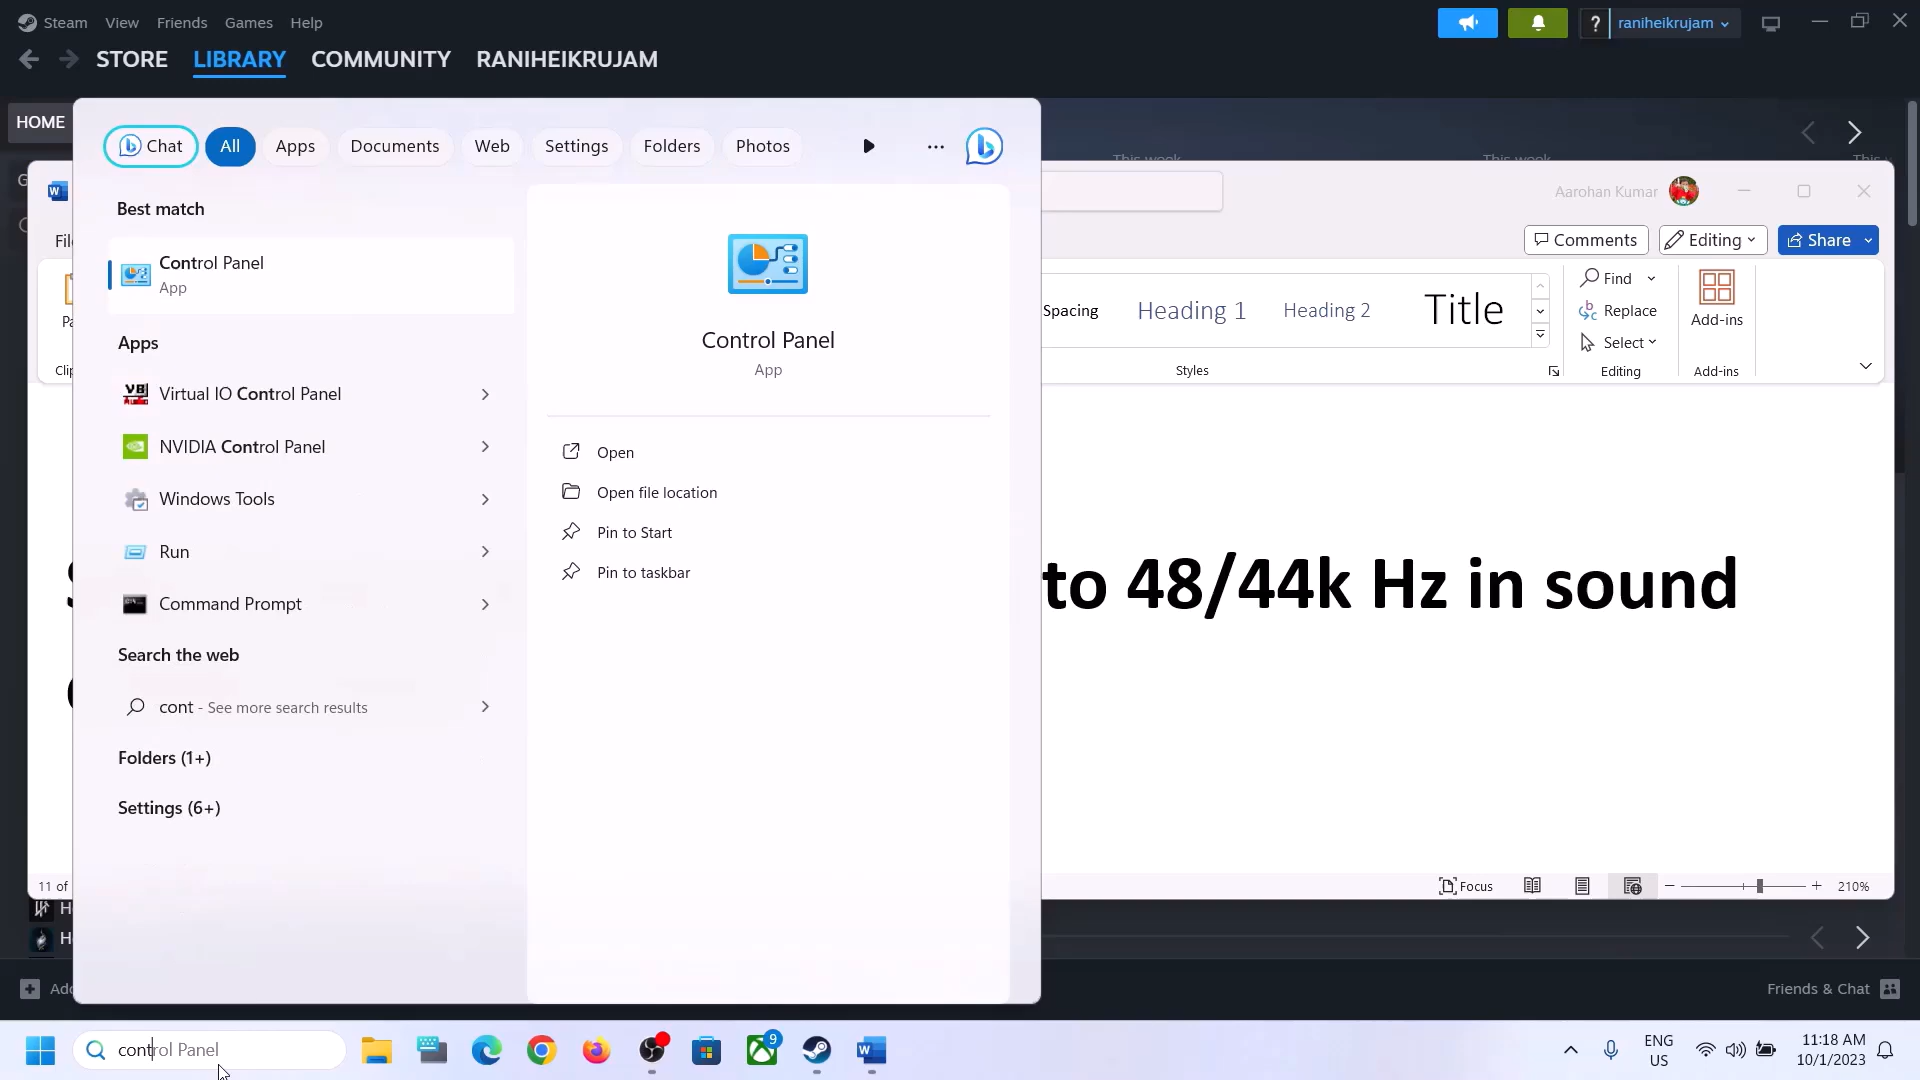 Steam View Friends Games Help
raniheikrujam
STORE LIBRARY COMMUNITY RANIHEIKRUJAM
HOME
Chat All Apps Documents Web Settings Folders Photos
Best match
Control Panel
App
Apps
Virtual IO Control Panel
NVIDIA Control Panel
Windows Tools
Run
Command Prompt
Search the web
cont - See more search results
Folders (1+)
Settings (6+)
Control Panel
App
Open
Open file location
Pin to Start
Pin to taskbar
Aarohan Kumar
Comments Editing Share
Spacing Heading 1 Heading 2 Title
Find
Replace
Select
Add-ins
Styles Editing Add-ins
to 48/44k Hz in sound
11 of
Focus 210%
Friends & Chat
control Panel
9
ENG
US
11:18 AM
10/1/2023